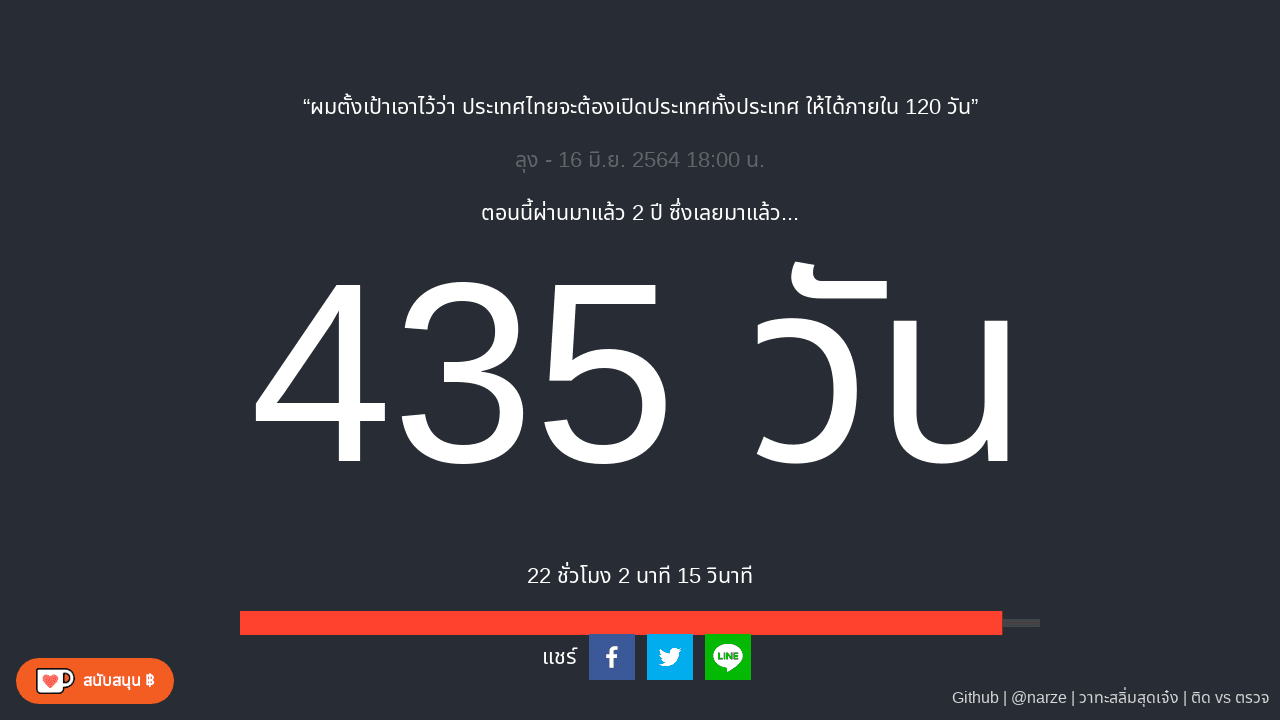 “ผมตั้งเป้าเอาไว้ว่า ประเทศไทยจะต้องเปิดประเทศทั้งประเทศ ให้ได้ภายใน 120 วัน”
ลุง - 16 มิ.ย. 2564 18:00 น.
ตอนนี้ผ่านมาแล้ว 2 ปี ซึ่งเลยมาแล้ว...
435 วัน
22 ชั่วโมง 2 นาที 15 วินาที
แชร์
LINE
สนับสนุน ฿
Github | @narze | วาทะสลิ่มสุดเจ๋ง | ติด vs ตรวจ